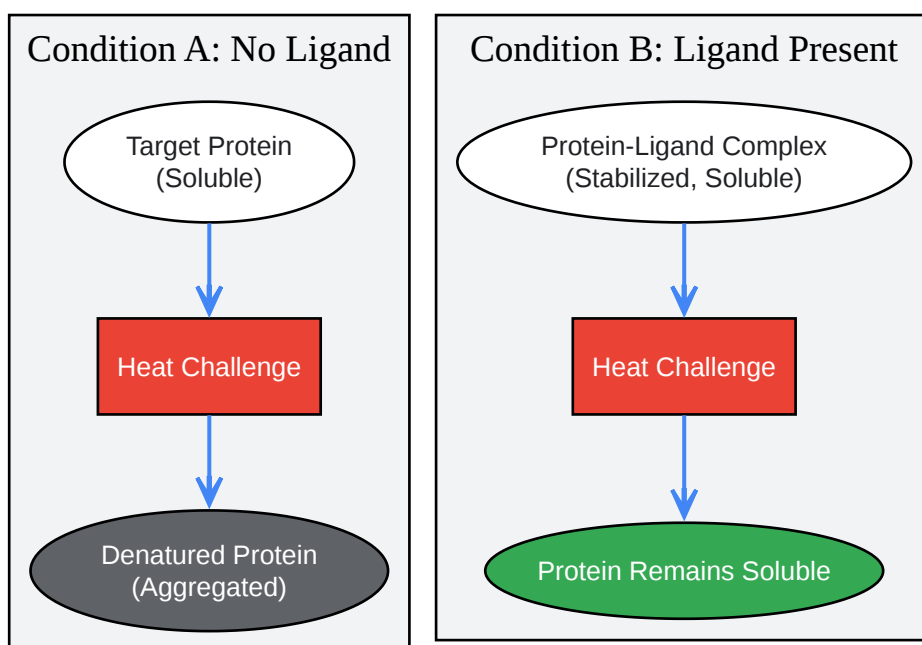 Condition A: No Ligand
Target Protein
(Soluble)
Heat Challenge
Denatured Protein
(Aggregated)
Condition B: Ligand Present
Protein-Ligand Complex
(Stabilized, Soluble)
Heat Challenge
Protein Remains Soluble